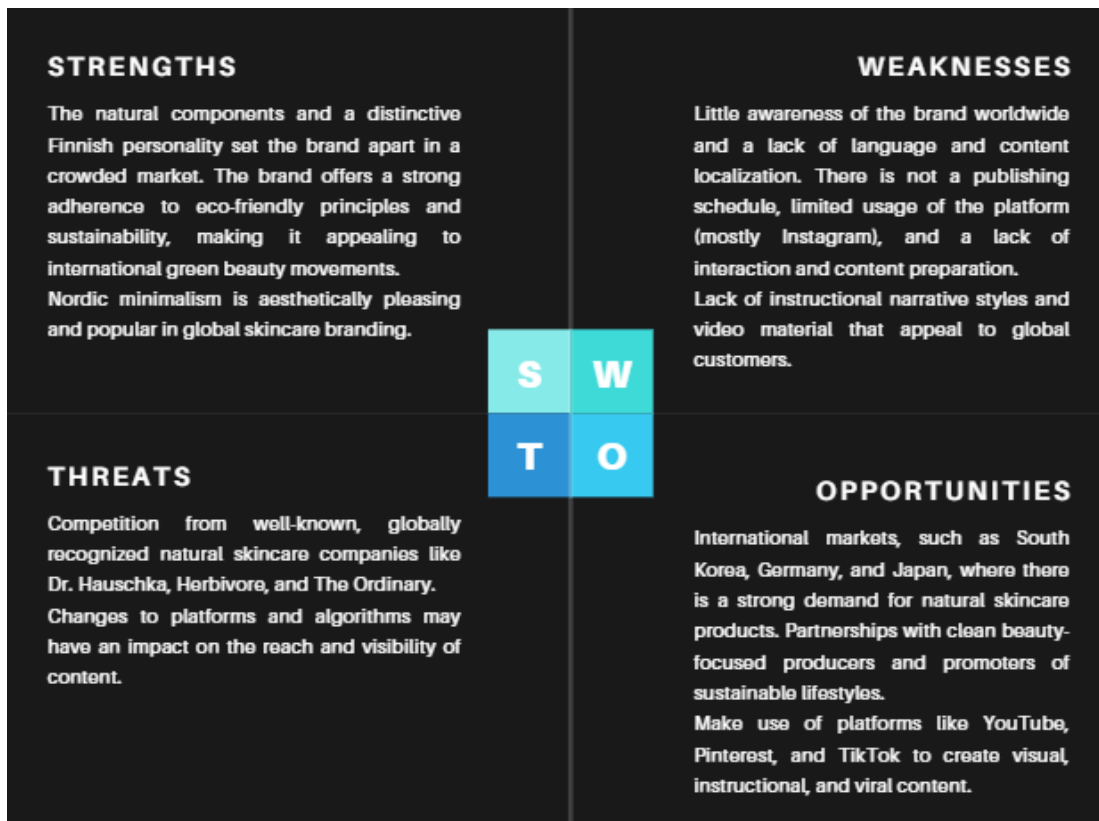 STRENGTHS
The natural components and a distinctive
Finnish personality set the brand apart in a
crowded market. The brand offers a strong
adherence to eco-friendly principles and
sustainability, making it appealing to
international green beauty movements.
Nordic minimalism is aesthetically pleasing
and popular in global skincare branding.
WEAKNESSES
Little awareness of the brand worldwide
and a lack of language and content
localization. There is not a publishing
schedule, limited usage of the platform
(mostly Instagram), and a lack of
interaction and content preparation.
Lack of instructional narrative styles and
video material that appeal to global
customers.
S W
T O
THREATS
Competition from well-known, globally
recognized natural skincare companies like
Dr. Hauschka, Herbivore, and The Ordinary.
Changes to platforms and algorithms may
have an impact on the reach and visibility of
content.
OPPORTUNITIES
International markets, such as South
Korea, Germany, and Japan, where there
is a strong demand for natural skincare
products. Partnerships with clean beauty-
focused producers and promoters of
sustainable lifestyles.
Make use of platforms like YouTube,
Pinterest, and TikTok to create visual,
instructional, and viral content.